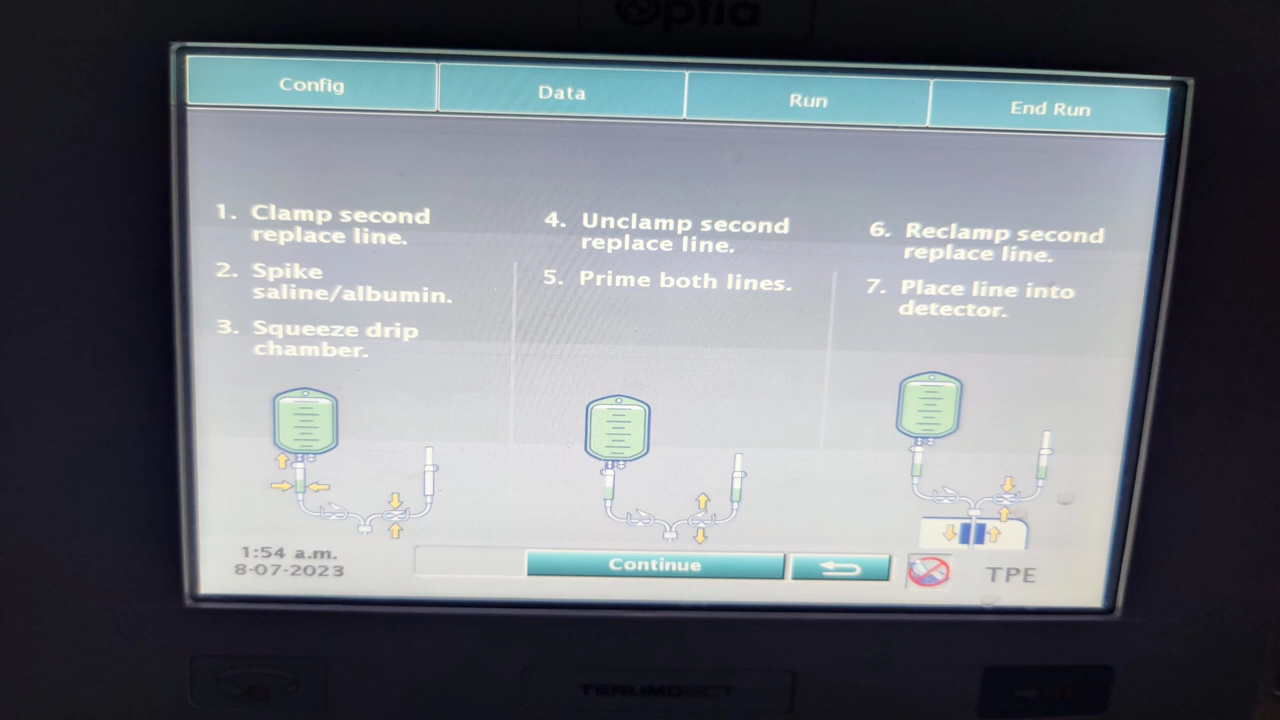 Optia
Config
Data
Run
End Run
1. Clamp second
replace line.
2. Spike
saline/albumin.
3. Squeeze drip
chamber.
4. Unclamp second
replace line.
5. Prime both lines.
6. Reclamp second
replace line.
7. Place line into
detector.
1:54 a.m.
8-07-2023
Continue
TPE
TERUMOBCT